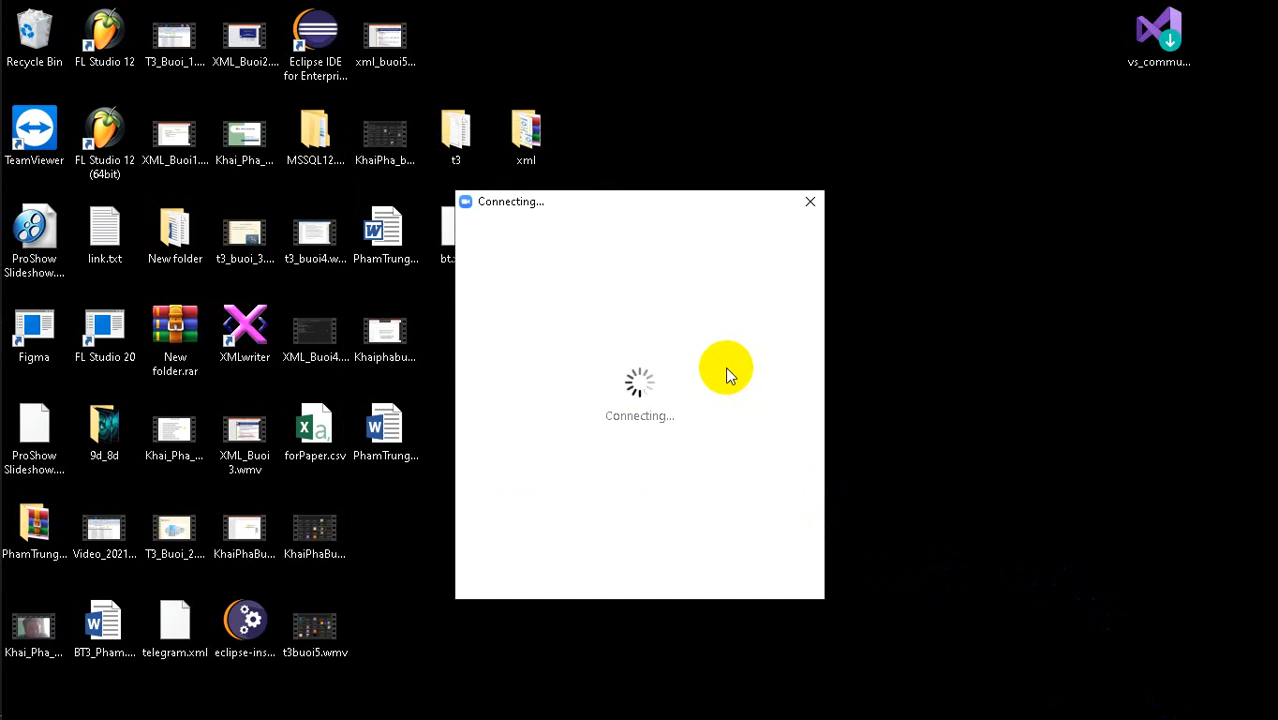 Recycle Bin
FL Studio 12
T3_Buoi_1....
XML_Buoi2....
Eclipse IDE
for Enterpri...
xml_buoi5...
vs_commu...
TeamViewer
FL Studio 12
(64bit)
XML_Buoi1....
Khai_Pha_...
MSSQL12....
KhaiPha_b...
t3
xml
Connecting...
ProShow
Slideshow....
link.txt
New folder
t3_buoi_3....
t3_buoi4.w...
PhamTrung...
Figma
FL Studio 20
New
folder.rar
XMLwriter
XML_Buoi4....
Khaiphabu...
Connecting...
ProShow
Slideshow....
9d_8d
Khai_Pha_...
XML_Buoi
3.wmv
forPaper.csv
PhamTrung...
PhamTrung...
Video_2021...
T3_Buoi_2....
KhaiPhaBu...
KhaiPhaBu...
Khai_Pha_...
BT3_Pham....
telegram.xml
eclipse-ins...
t3buoi5.wmv